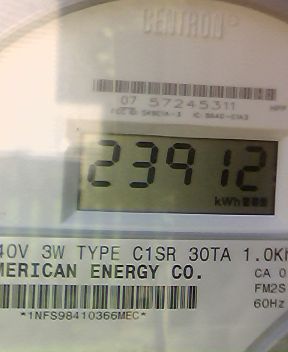 CENTRON
07 57245311
23912
kWh
40V 3W TYPE C1SR 30TA 1.0Kh
MERICAN ENERGY CO.
CA 0
FM2S
60Hz
*1NFS98410366MEC*